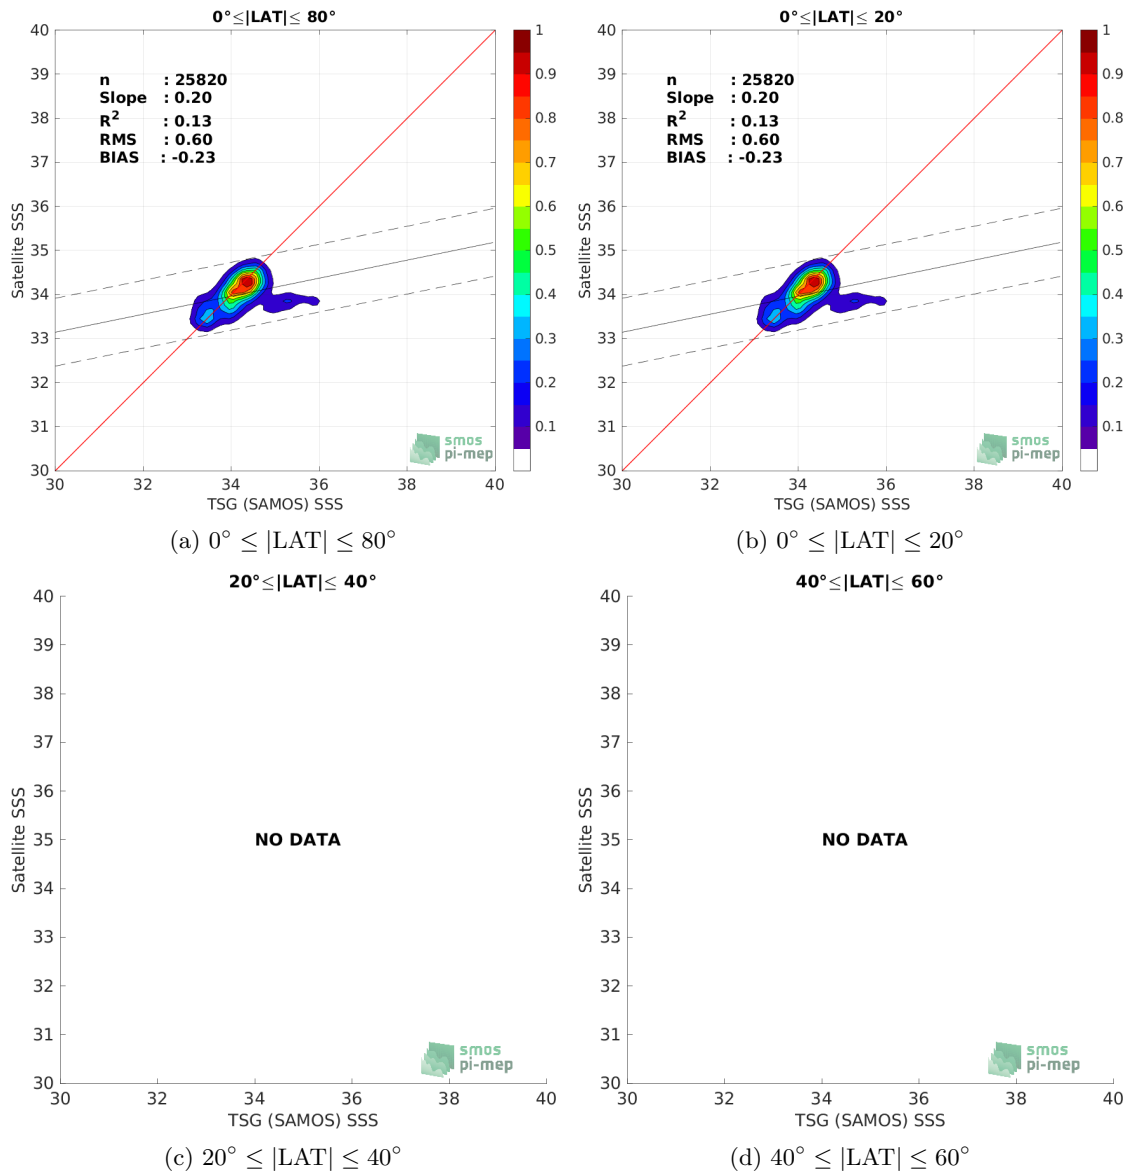 0°≤|LAT|≤ 80°
40
39
38
37
36
35
34
33
32
31
30
Satellite SSS
n : 25820
Slope : 0.20
R² : 0.13
RMS : 0.60
BIAS : -0.23
smos
pi-mep
30 32 34 36 38 40
TSG (SAMOS) SSS
1
0.9
0.8
0.7
0.6
0.5
0.4
0.3
0.2
0.1
(a) 0° ≤ |LAT| ≤ 80°
0°≤|LAT|≤ 20°
40
39
38
37
36
35
34
33
32
31
30
Satellite SSS
n : 25820
Slope : 0.20
R² : 0.13
RMS : 0.60
BIAS : -0.23
smos
pi-mep
30 32 34 36 38 40
TSG (SAMOS) SSS
1
0.9
0.8
0.7
0.6
0.5
0.4
0.3
0.2
0.1
(b) 0° ≤ |LAT| ≤ 20°
20°≤|LAT|≤ 40°
40
39
38
37
36
35
34
33
32
31
30
Satellite SSS
NO DATA
smos
pi-mep
30 32 34 36 38 40
TSG (SAMOS) SSS
(c) 20° ≤ |LAT| ≤ 40°
40°≤|LAT|≤ 60°
40
39
38
37
36
35
34
33
32
31
30
Satellite SSS
NO DATA
smos
pi-mep
30 32 34 36 38 40
TSG (SAMOS) SSS
(d) 40° ≤ |LAT| ≤ 60°